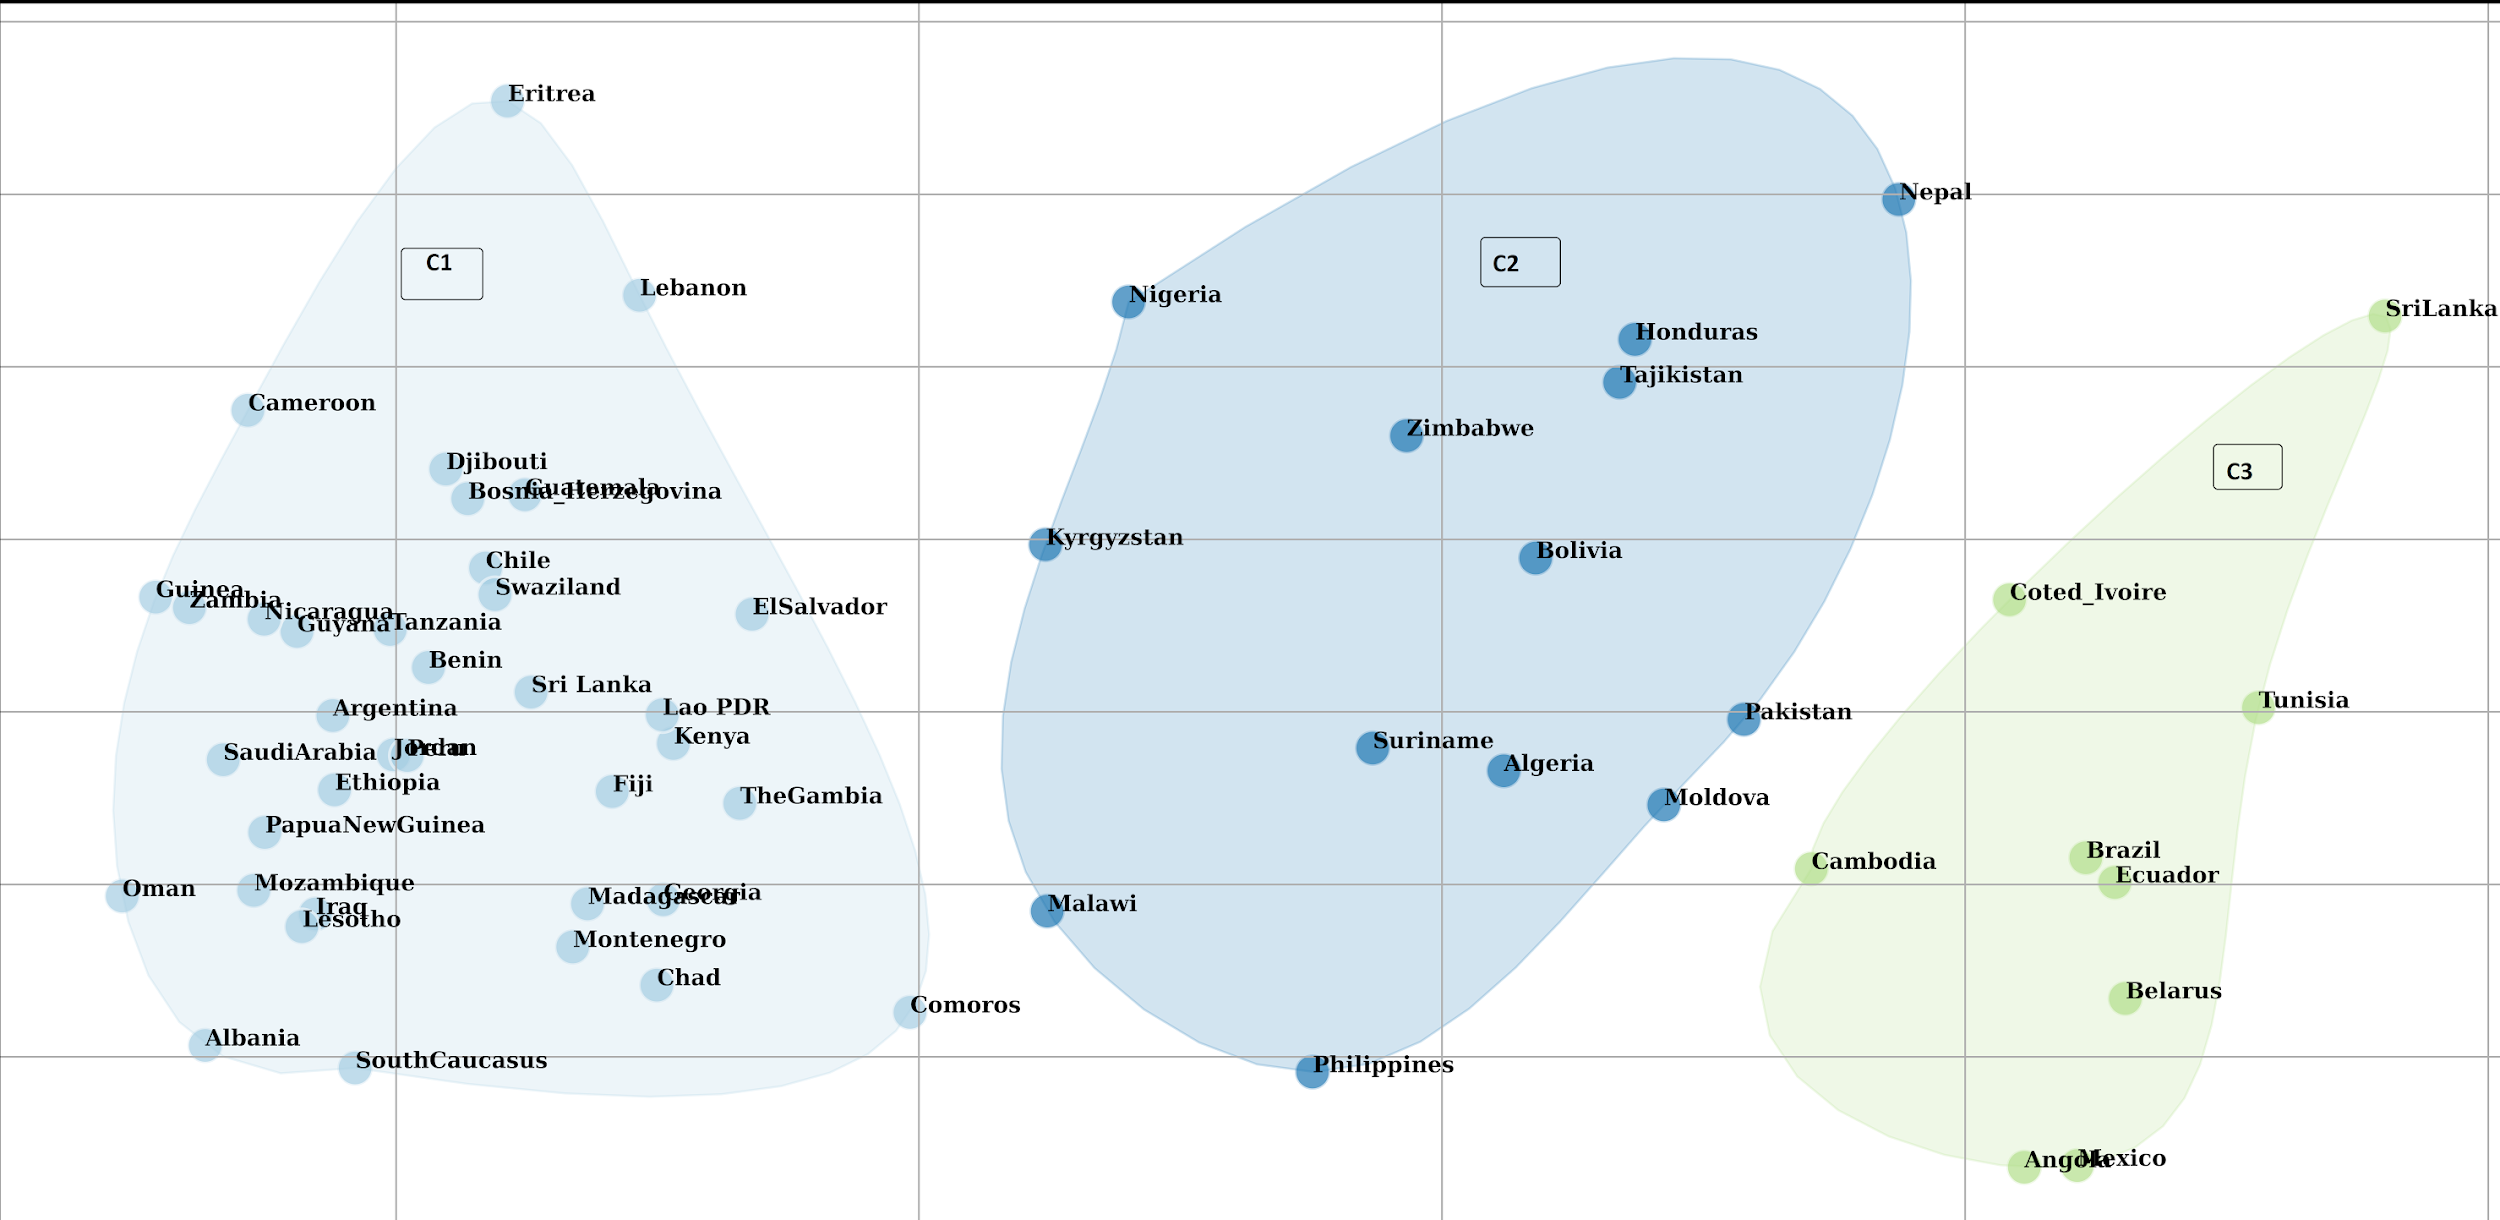 Eritrea
Nepal
C1
C2
Lebanon
Nigeria
SriLanka
Honduras
Tajikistan
Cameroon
Zimbabwe
Djibouti
C3
Guatemala
Bosnia_Herzegovina
Kyrgyzstan
Bolivia
Chile
Swaziland
Guinea
Coted_Ivoire
Zambia
Nicaragua
ElSalvador
Guyana
Tanzania
Benin
Sri Lanka
Tunisia
Argentina
Lao PDR
Pakistan
Kenya
Suriname
SaudiArabia
Jordan
Peru
Algeria
Ethiopia
Fiji
TheGambia
Moldova
PapuaNewGuinea
Brazil
Cambodia
Ecuador
Oman
Mozambique
Georgia
Madagascar
Malawi
Iraq
Lesotho
Montenegro
Chad
Belarus
Comoros
Albania
SouthCaucasus
Philippines
Angola
Mexico